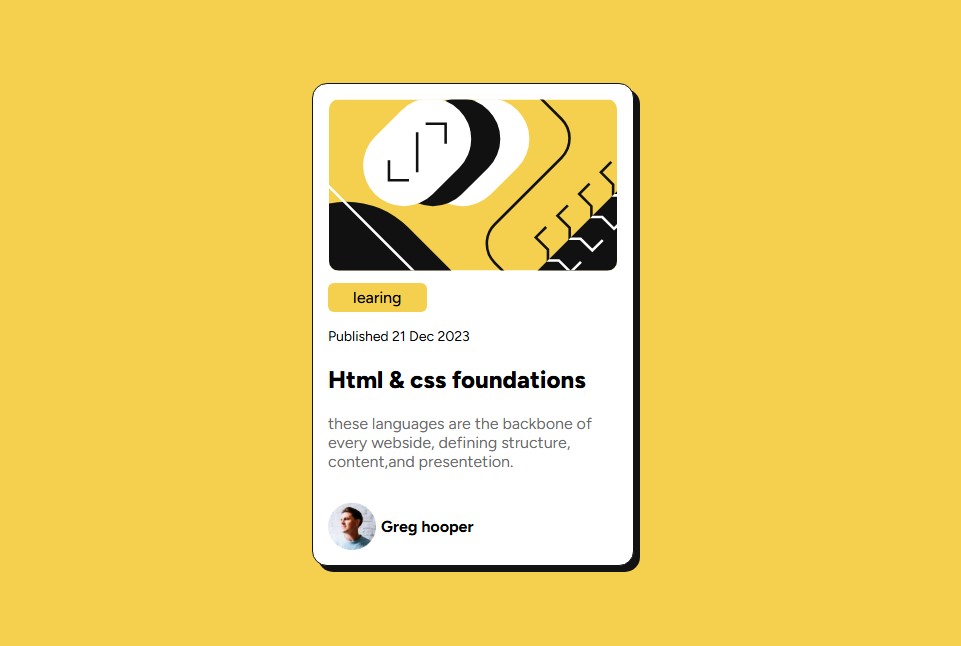 learing
Published 21 Dec 2023
Html & css foundations
these languages are the backbone of
every webside, defining structure,
content,and presentetion.
Greg hooper